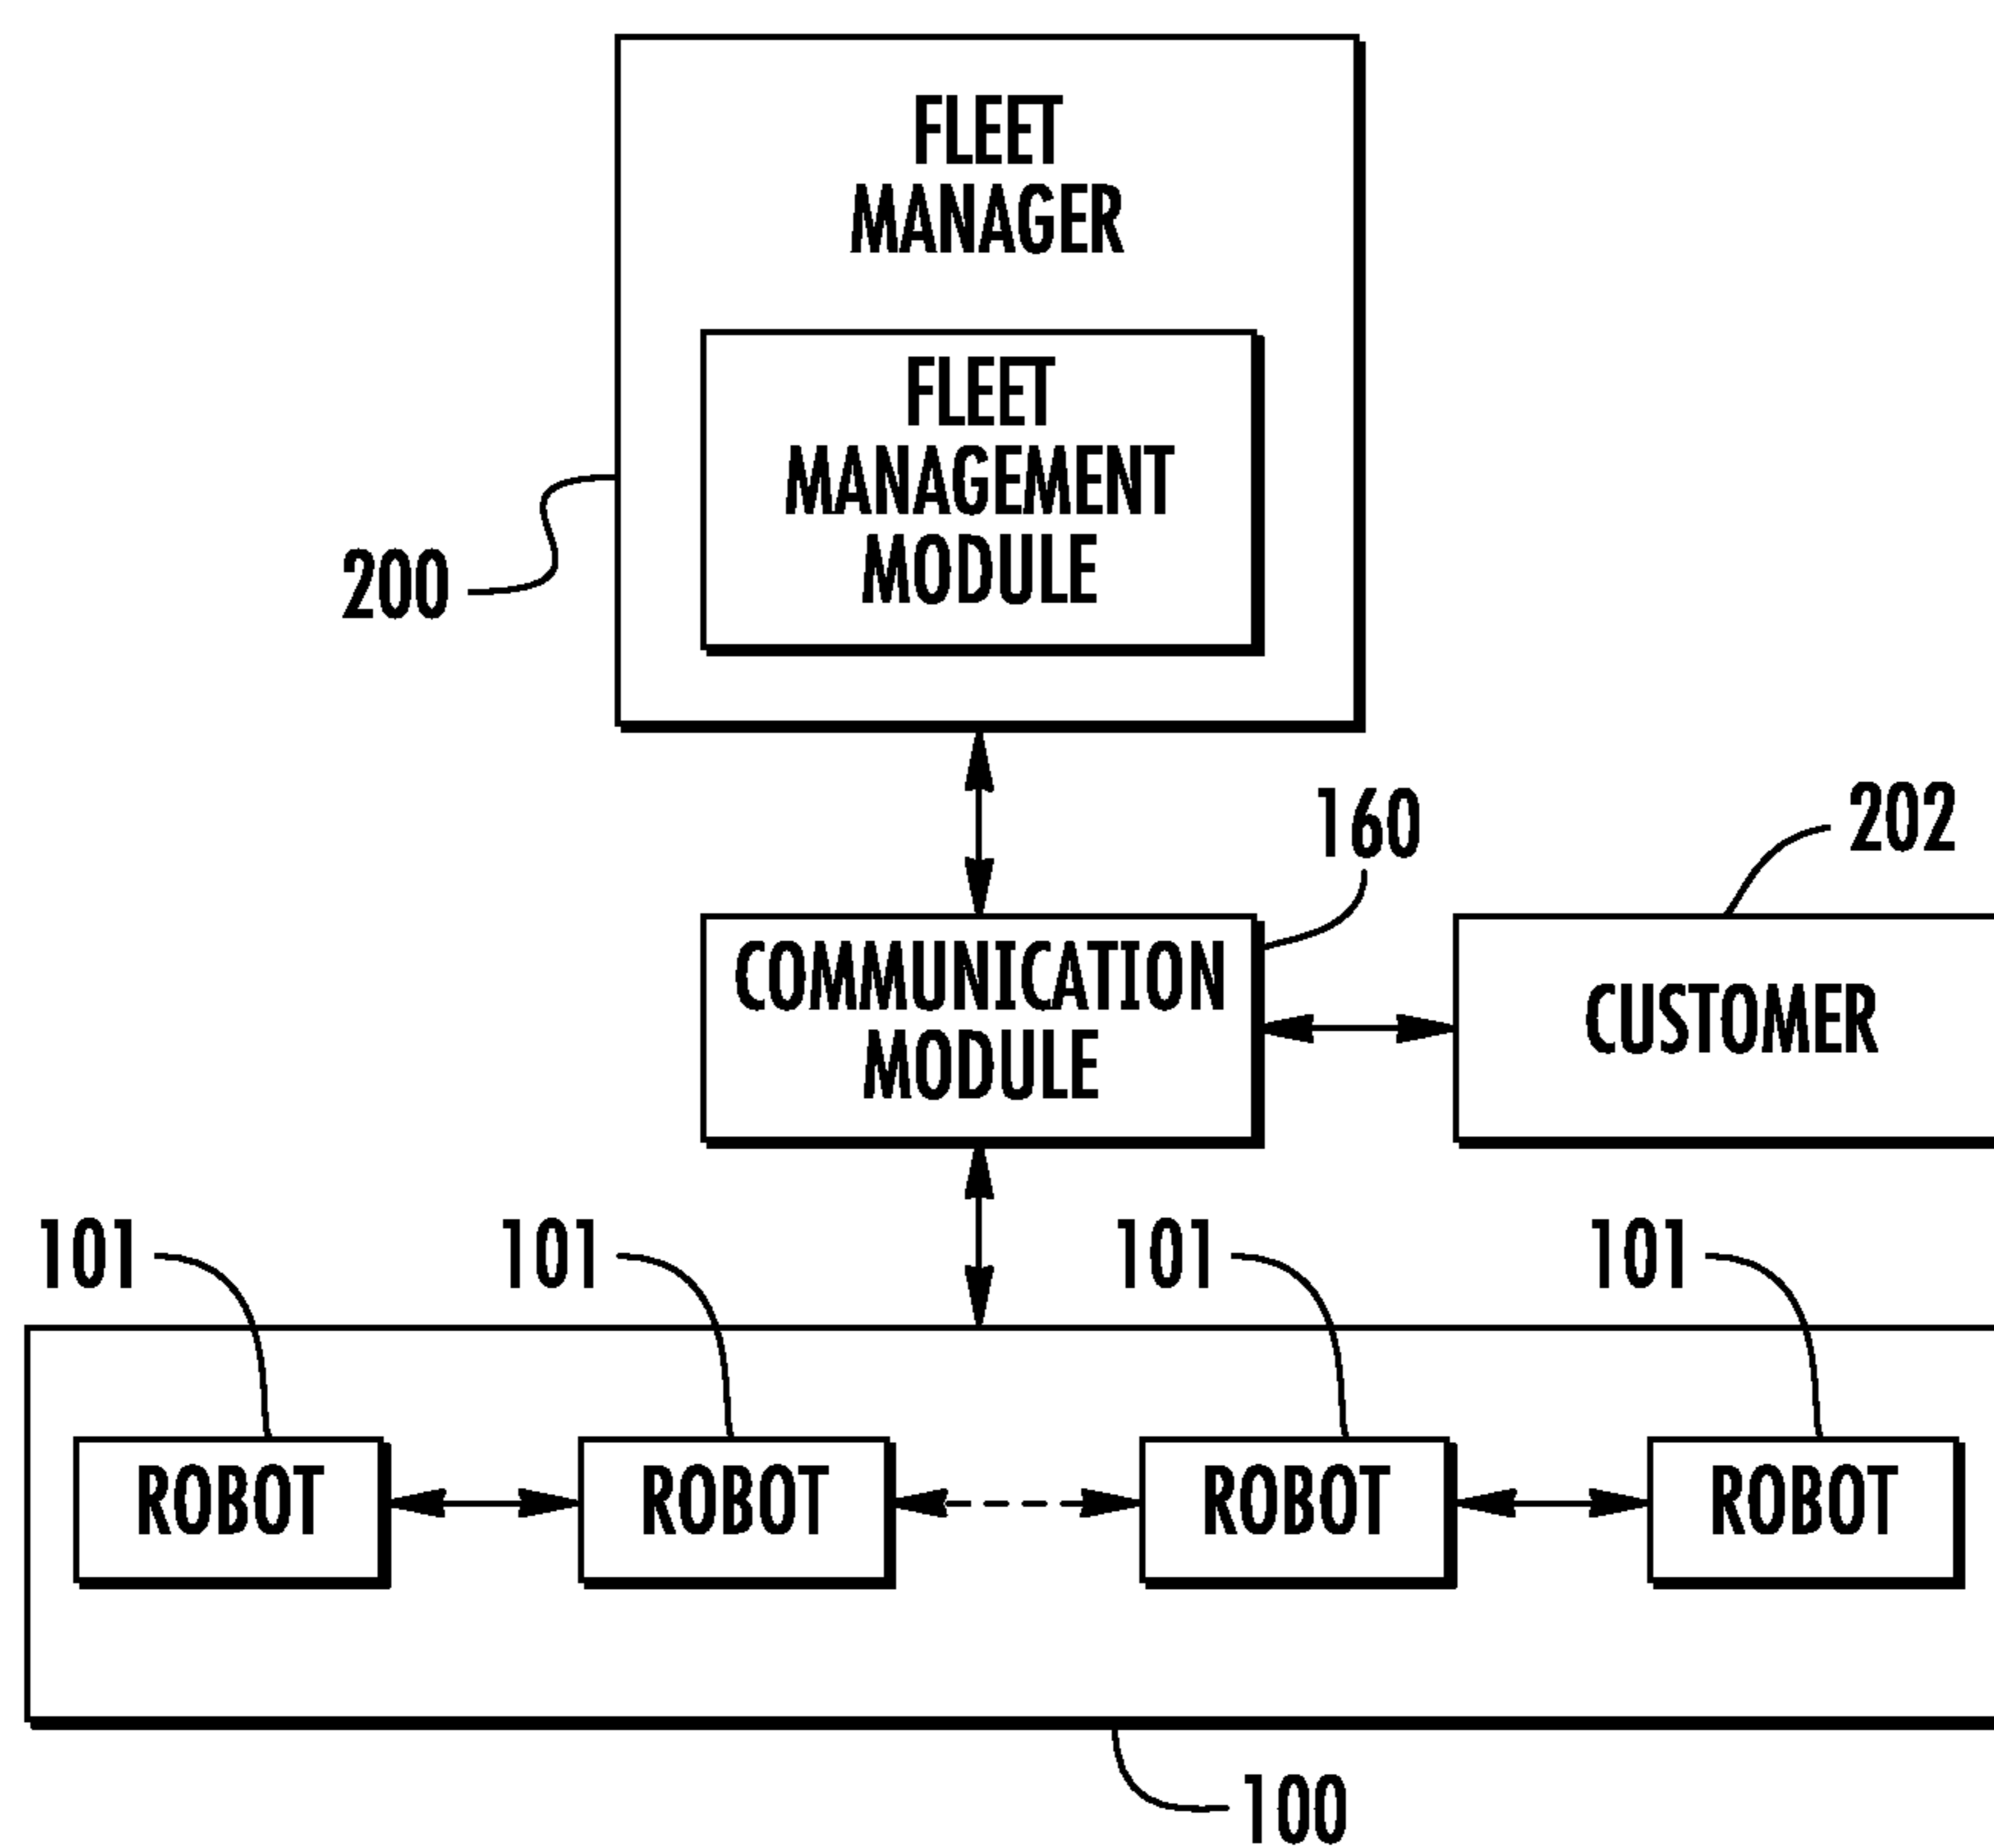 FLEET
MANAGER
FLEET
MANAGEMENT
MODULE
200
160
202
COMMUNICATION
MODULE
CUSTOMER
101
101
101
101
ROBOT
ROBOT
ROBOT
ROBOT
100